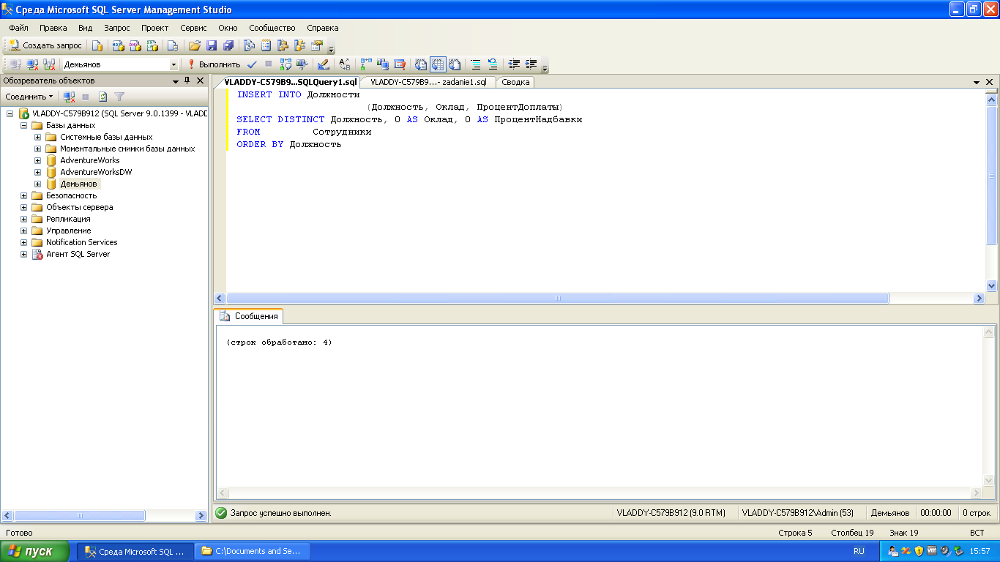 Среда Microsoft SQL Server Management Studio
Файл Правка Вид Запрос Проект Сервис Окно Сообщество Справка
Создать запрос
Демьянов Выполнить
Обозреватель объектов
Соединить
VLADDY-C579B912 (SQL Server 9.0.1399 - VLADD
Базы данных
Системные базы данных
Моментальные снимки базы данных
AdventureWorks
AdventureWorksDW
Демьянов
Безопасность
Объекты сервера
Репликация
Управление
Notification Services
Агент SQL Server
VLADDY-C579B9...SQLQuery1.sql VLADDY-C579B9...- zadanie1.sql Сводка
INSERT INTO Должности
(Должность, Оклад, ПроцентДоплаты)
SELECT DISTINCT Должность, 0 AS Оклад, 0 AS ПроцентНадбавки
FROM Сотрудники
ORDER BY Должность
Сообщения
(строк обработано: 4)
Запрос успешно выполнен. VLADDY-C579B912 (9.0 RTM) VLADDY-C579B912\Admin (53) Демьянов 00:00:00 0 строк
Готово Строка 5 Столбец 19 Знак 19 ВСТ
пуск Среда Microsoft SQL ... C:\Documents and Se... RU 15:57